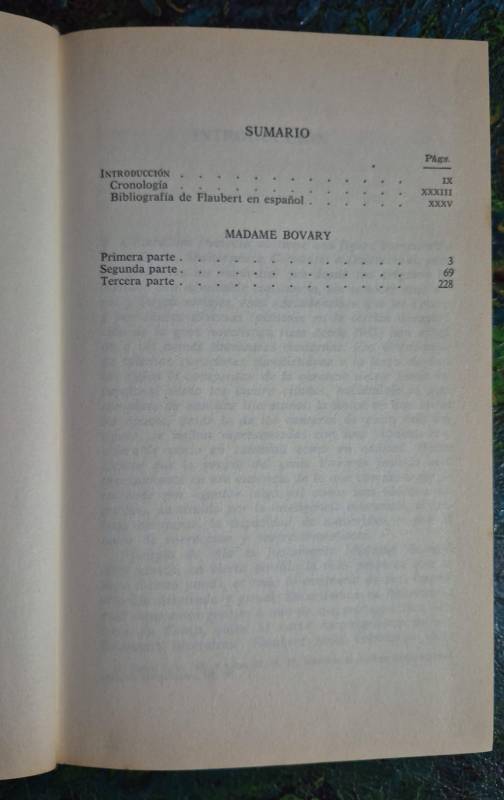 SUMARIO
Págs.
INTRODUCCIÓN . . . . . . . . . . . . IX
Cronología . . . . . . . . . . . . XXXIII
Bibliografía de Flaubert en español . . . . . . XXXV
MADAME BOVARY
Primera parte . . . . . . . . . . . . 3
Segunda parte . . . . . . . . . . . . 69
Tercera parte . . . . . . . . . . . . 228